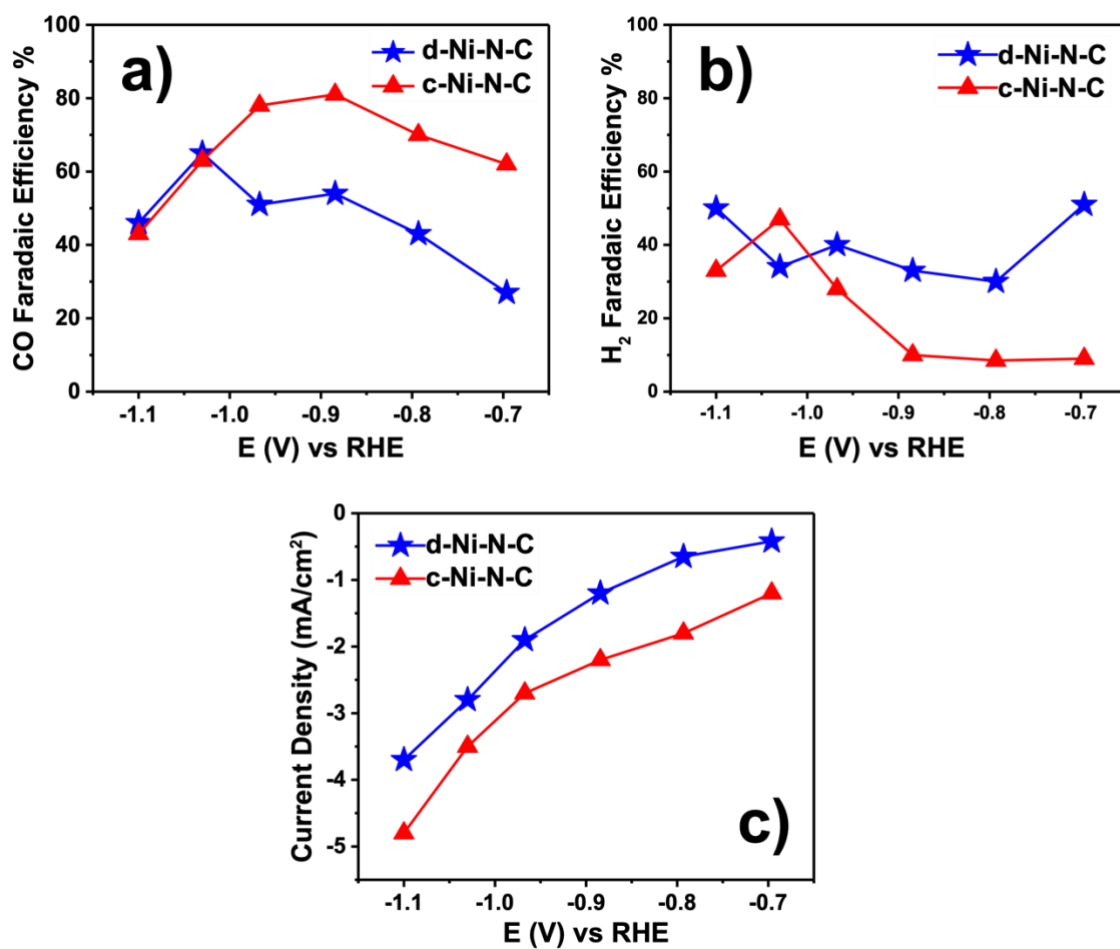 a)
d-Ni-N-C
c-Ni-N-C
CO Faradaic Efficiency %
100
80
60
40
20
0
-1.1 -1.0 -0.9 -0.8 -0.7
E (V) vs RHE
b)
d-Ni-N-C
c-Ni-N-C
H₂ Faradaic Efficiency %
100
80
60
40
20
0
-1.1 -1.0 -0.9 -0.8 -0.7
E (V) vs RHE
d-Ni-N-C
c-Ni-N-C
Current Density (mA/cm²)
0
-1
-2
-3
-4
-5
c)
-1.1 -1.0 -0.9 -0.8 -0.7
E (V) vs RHE